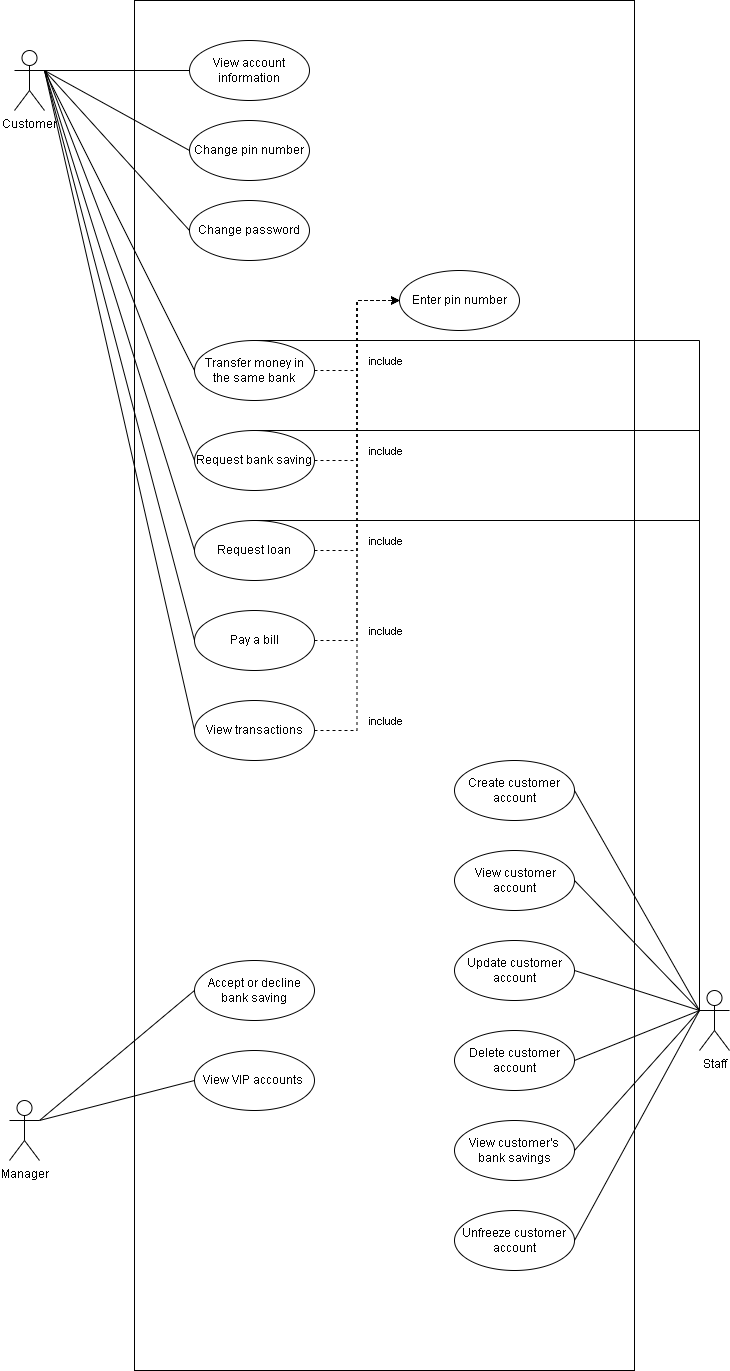 View account
information
Customer
Change pin number
Change password
Enter pin number
Transfer money in
the same bank
include
Request bank saving
include
Request loan
include
Pay a bill
include
View transactions
include
Create customer
account
View customer
account
Update customer
account
Accept or decline
bank saving
Delete customer
account
Staff
View VIP accounts
Manager
View customer's
bank savings
Unfreeze customer
account